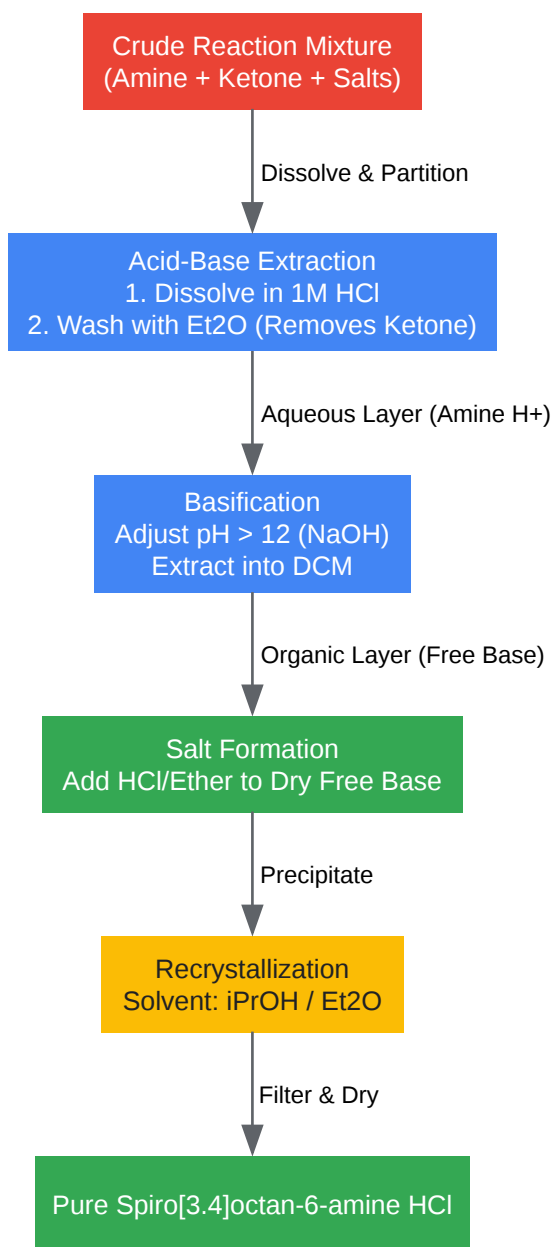 Crude Reaction Mixture
(Amine + Ketone + Salts)
Dissolve & Partition
Acid-Base Extraction
1. Dissolve in 1M HCl
2. Wash with Et2O (Removes Ketone)
Aqueous Layer (Amine H+)
Basification
Adjust pH > 12 (NaOH)
Extract into DCM
Organic Layer (Free Base)
Salt Formation
Add HCl/Ether to Dry Free Base
Precipitate
Recrystallization
Solvent: iPrOH / Et2O
Filter & Dry
Pure Spiro[3.4]octan-6-amine HCl